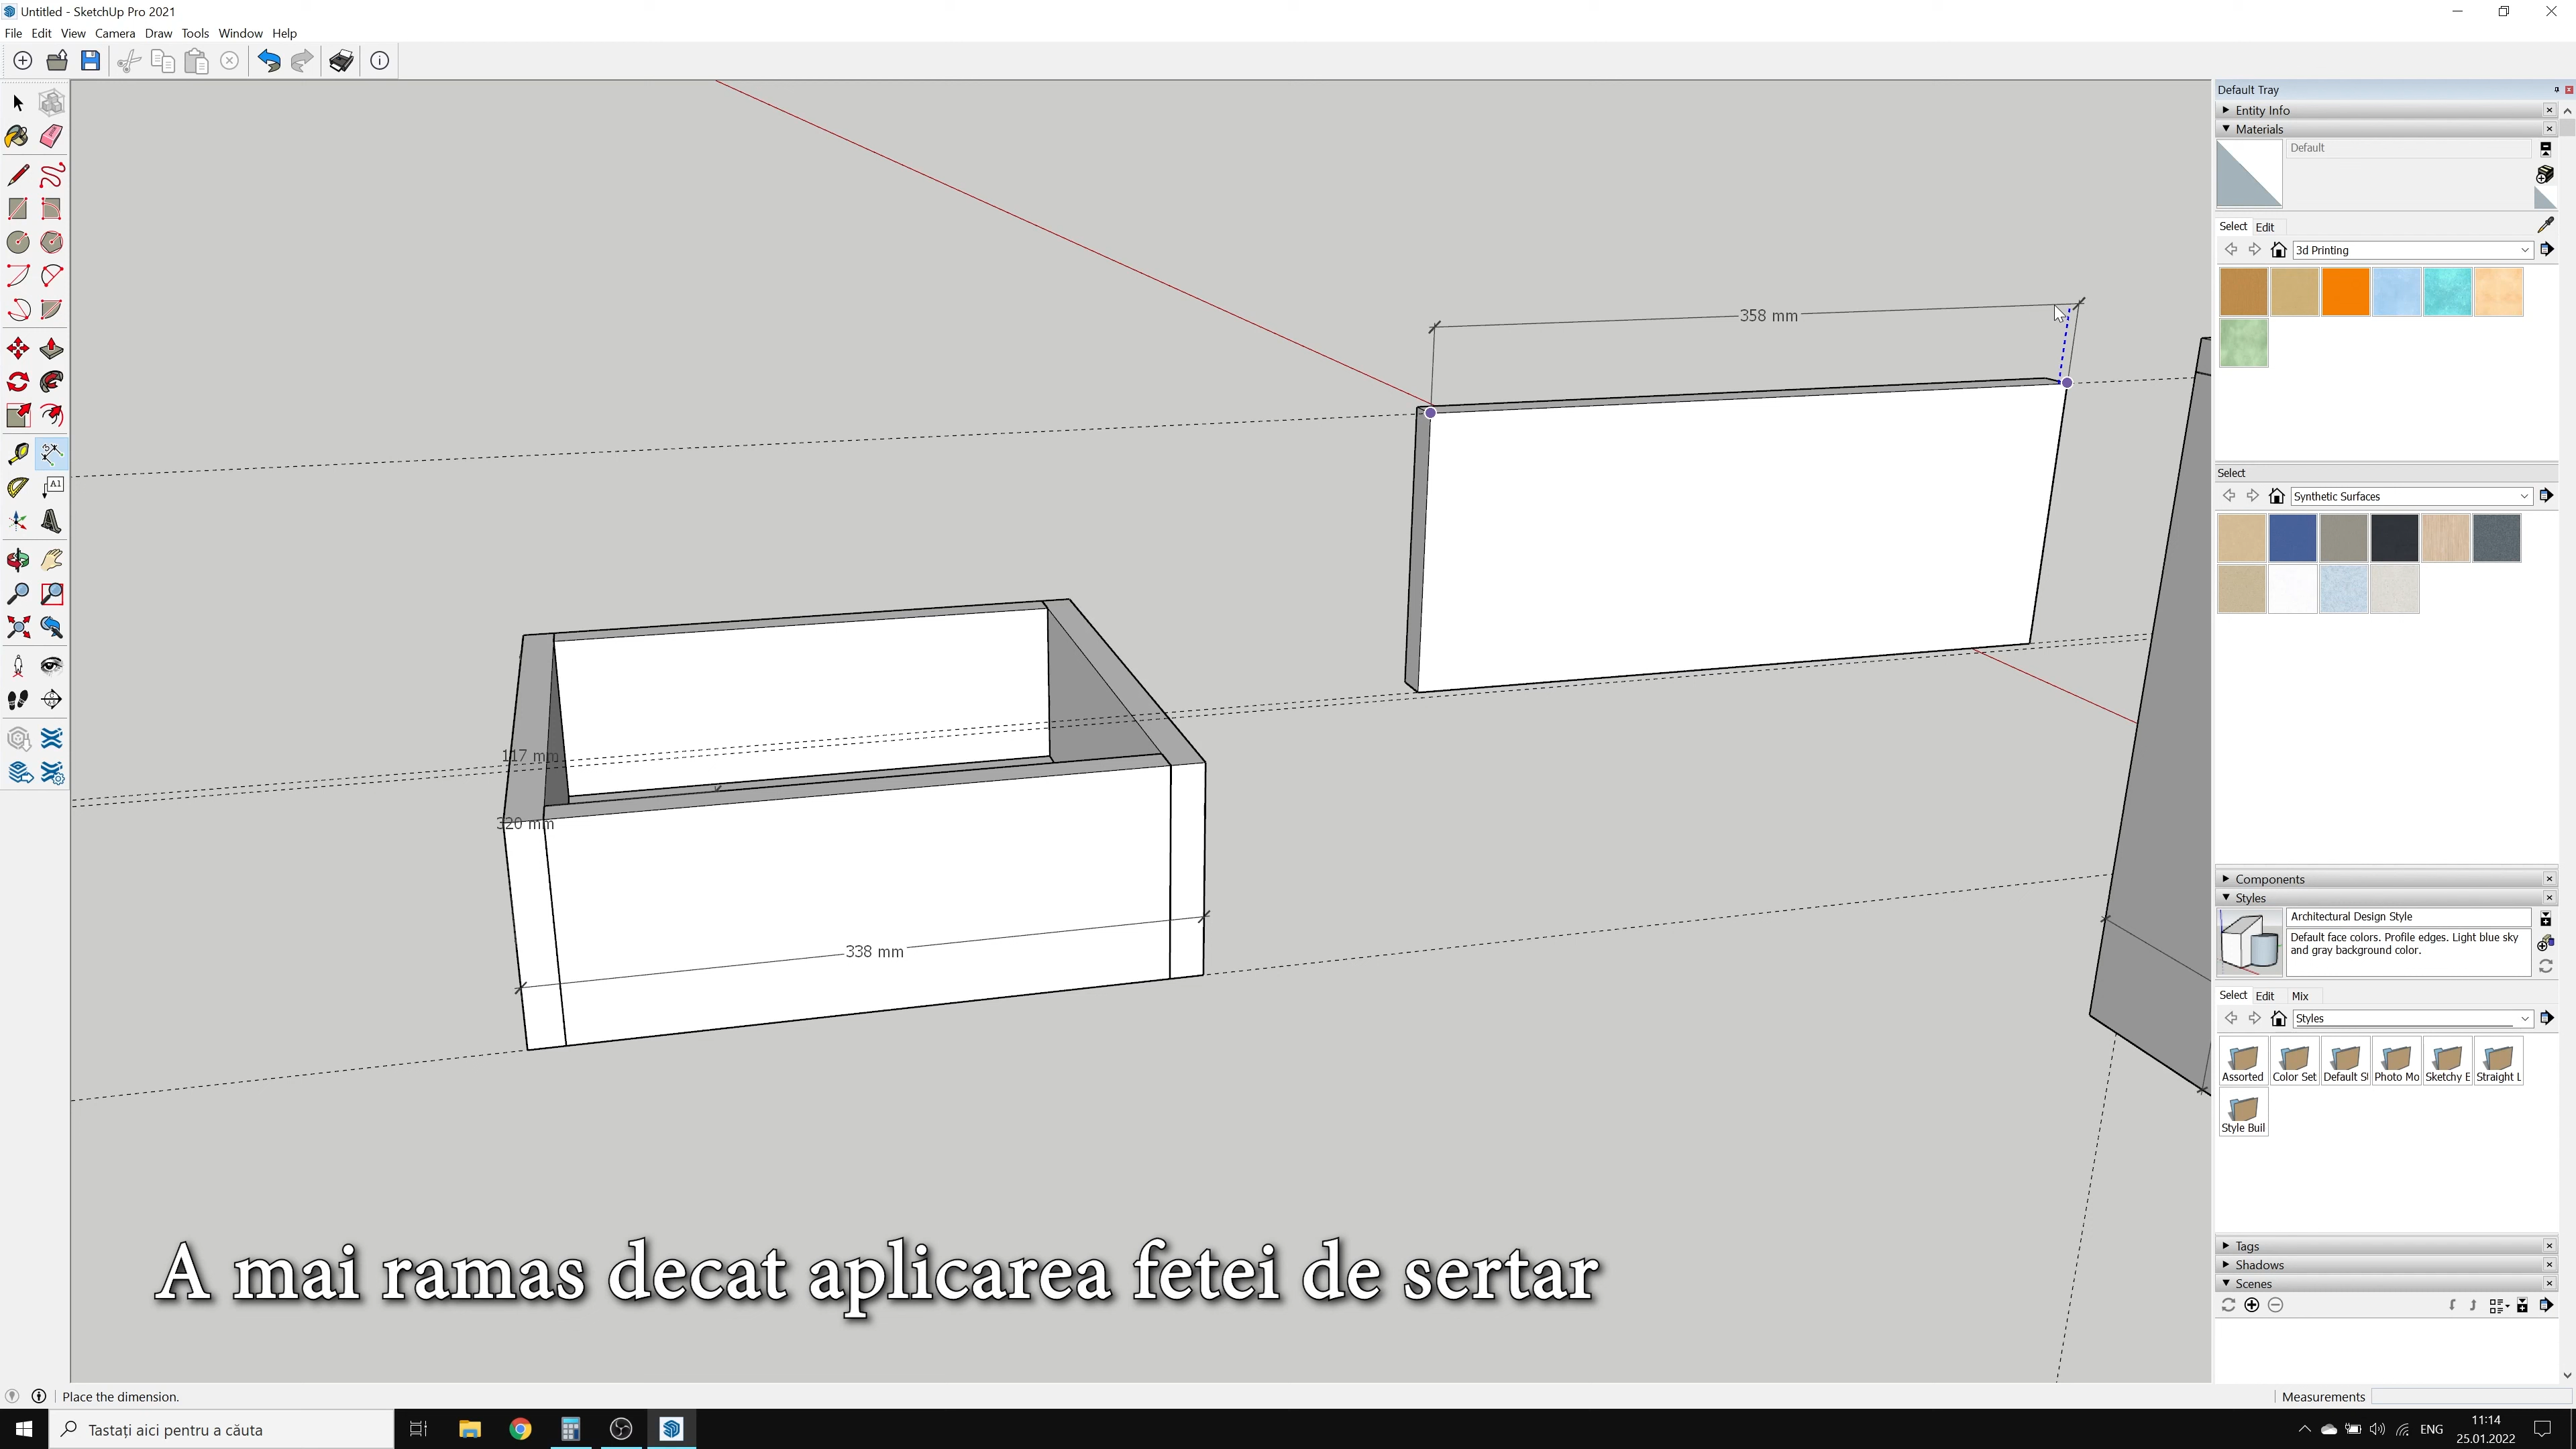 Untitled - SketchUp Pro 2021
File Edit View Camera Draw Tools Window Help
Default Tray
Entity Info
Materials
Default
Select Edit
3d Printing
Select
Synthetic Surfaces
Components
Styles
Architectural Design Style
Default face colors. Profile edges. Light blue sky
and gray background color.
Select Edit Mix
Styles
Assorted Color Set Default S Photo Mo Sketchy E Straight L
Style Buil
Tags
Shadows
Scenes
A1
358 mm
117 mm
320 mm
338 mm
A mai ramas decat aplicarea fetei de sertar
Place the dimension.
Measurements
Tastați aici pentru a căuta
ENG
11:14
25.01.2022